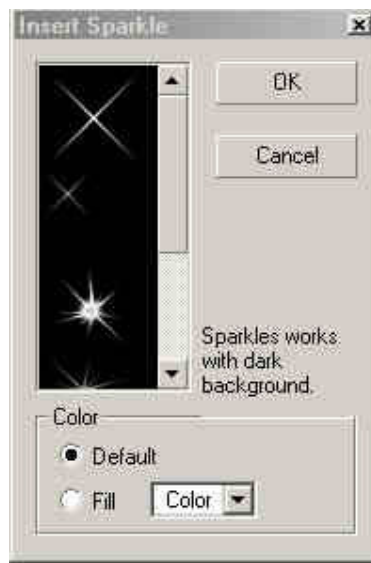 Insert Sparkle
OK
Cancel
Sparkles works
with dark
background.
Color
Default
Fill
Color